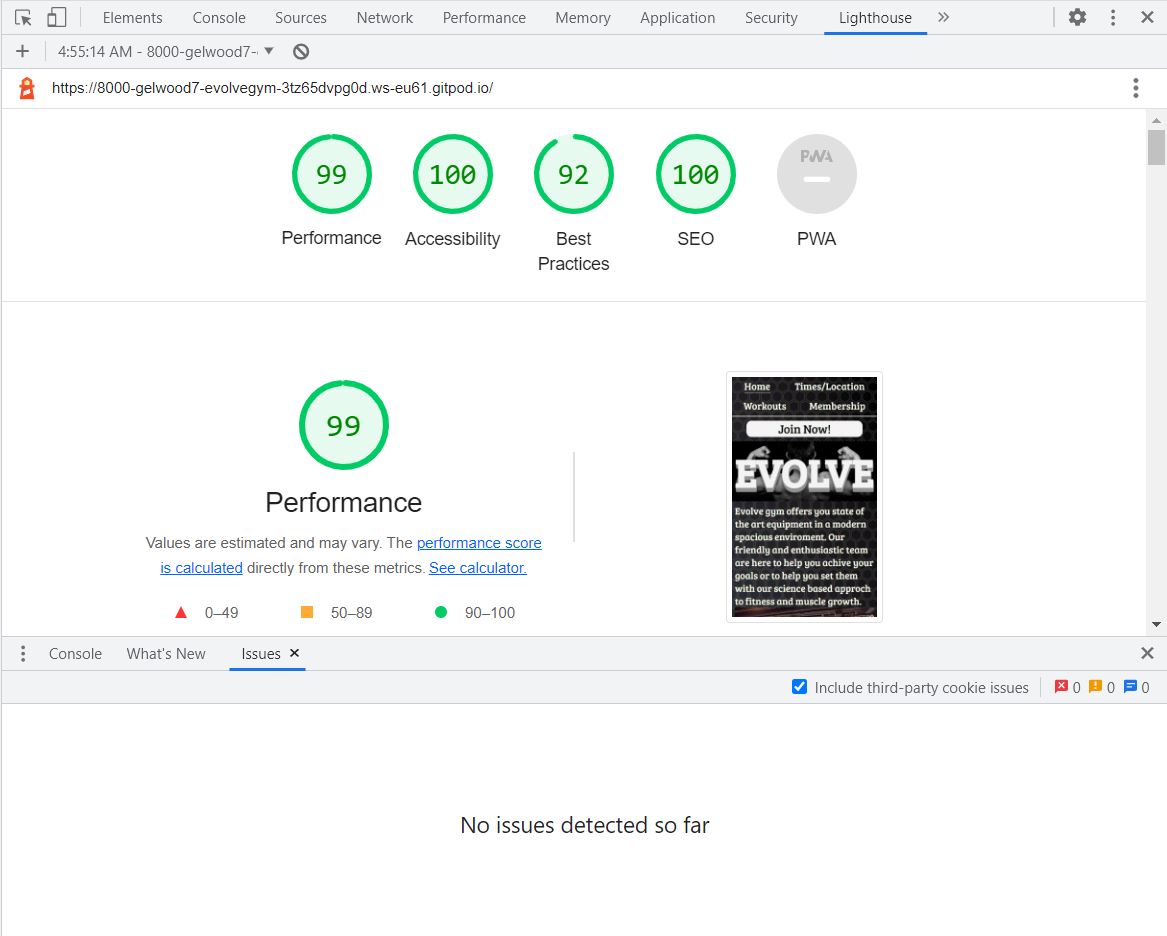 Elements Console Sources Network Performance Memory Application Security Lighthouse
4:55:14 AM - 8000-gelwood7-
https://8000-gelwood7-evolvegym-3tz65dvpg0d.ws-eu61.gitpod.io/
99 100 92 100 PWA
Performance Accessibility Best Practices SEO PWA
99
Performance
Values are estimated and may vary. The performance score
is calculated directly from these metrics. See calculator.
0–49 50–89 90–100
Home Times/Location
Workouts Membership
Join Now!
EVOLVE
Evolve gym offers you state of
the art equipment in a modern
spacious enviroment. Our
friendly and enthusiastic team
are here to help you achive your
goals or to help you set them
with our science based approch
to fitness and muscle growth.
Console What's New Issues
Include third-party cookie issues 0 0 0
No issues detected so far